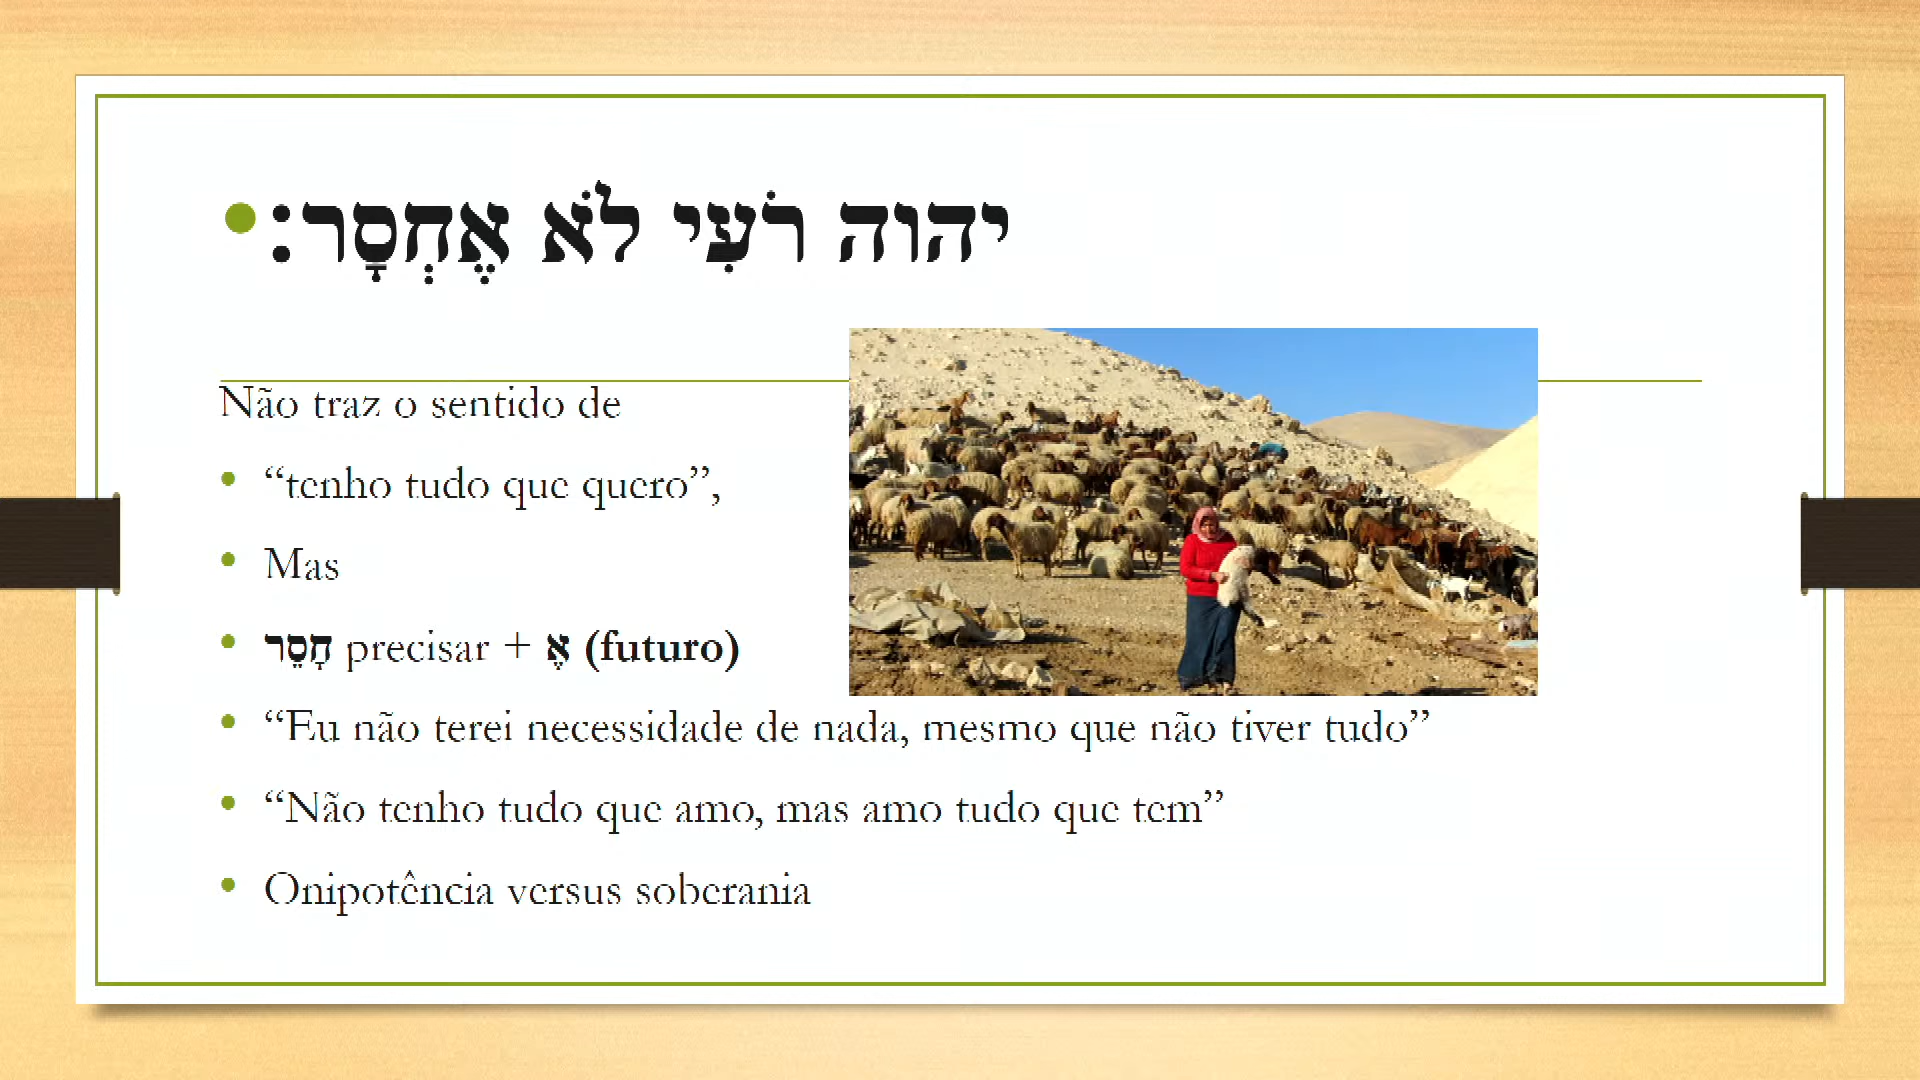 יהוה רֹעִי לֹא אֶחְסָר׃
Não traz o sentido de
“tenho tudo que quero”,
Mas
חָסֵר precisar + אֶ (futuro)
“Eu não terei necessidade de nada, mesmo que não tiver tudo”
“Não tenho tudo que amo, mas amo tudo que tem”
Onipotência versus soberania